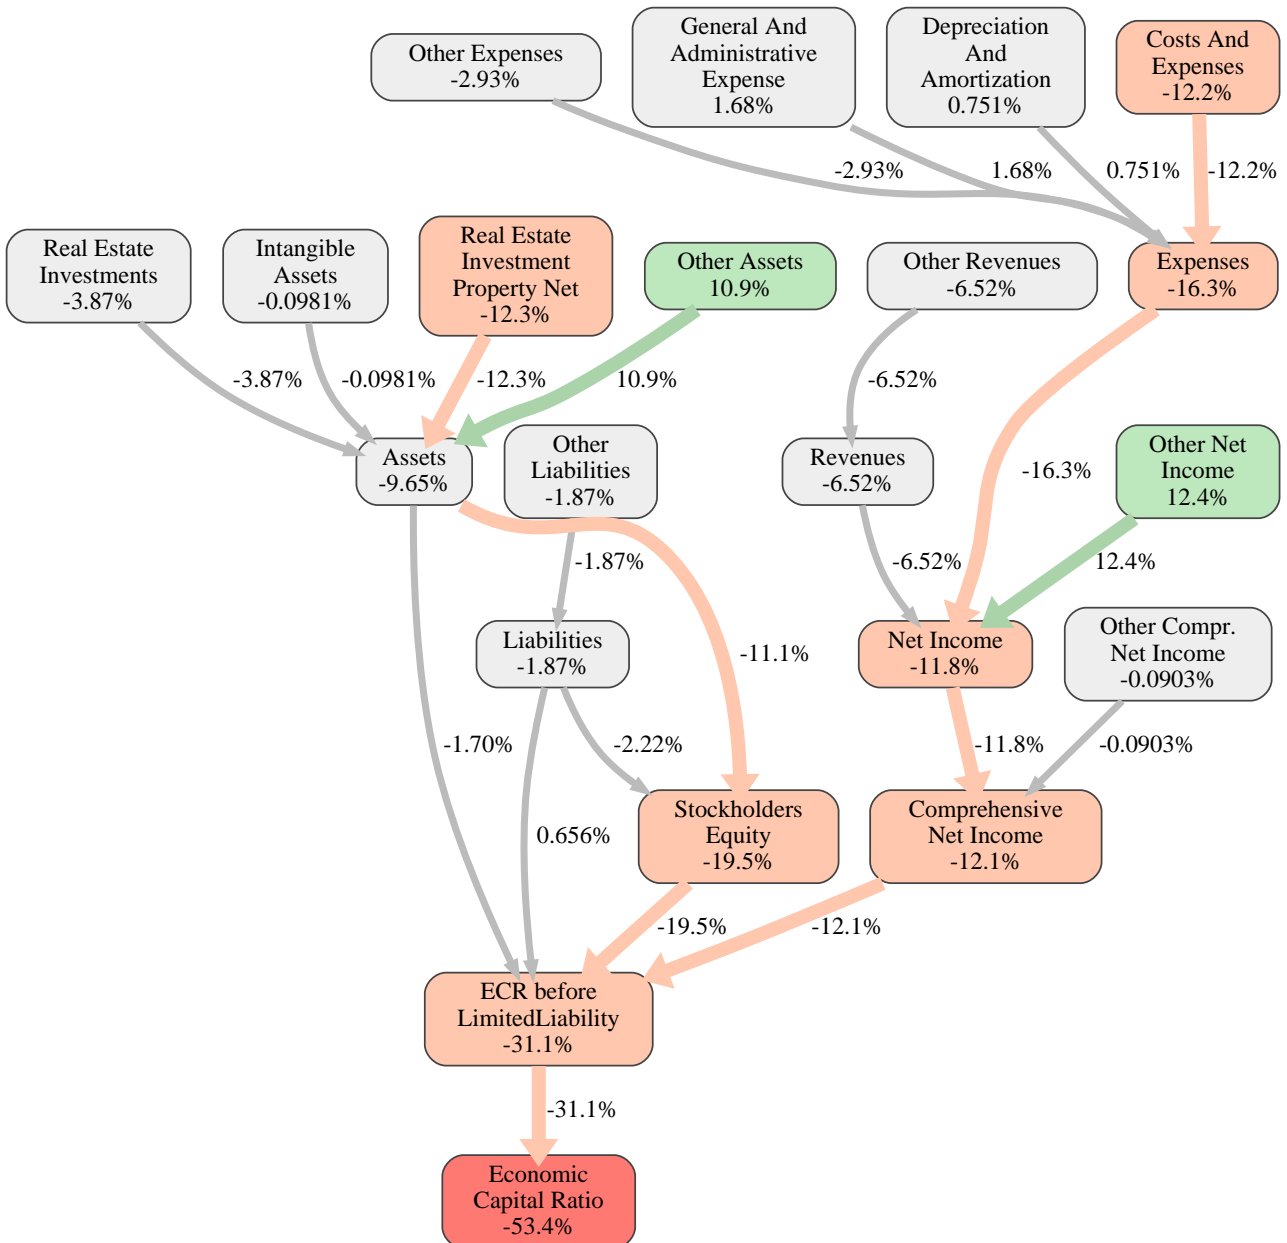 Other Expenses
-2.93%
General And
Administrative
Expense
1.68%
Depreciation
And
Amortization
0.751%
Costs And
Expenses
-12.2%
-2.93%
1.68%
0.751%
-12.2%
Real Estate
Investments
-3.87%
Intangible
Assets
-0.0981%
Real Estate
Investment
Property Net
-12.3%
Other Assets
10.9%
Other Revenues
-6.52%
Expenses
-16.3%
-3.87%
-0.0981%
-12.3%
10.9%
-6.52%
-16.3%
Assets
-9.65%
Other
Liabilities
-1.87%
Revenues
-6.52%
Other Net
Income
12.4%
-1.87%
-6.52%
12.4%
Liabilities
-1.87%
-11.1%
Net Income
-11.8%
Other Compr.
Net Income
-0.0903%
-1.70%
-2.22%
-11.8%
-0.0903%
0.656%
Stockholders
Equity
-19.5%
Comprehensive
Net Income
-12.1%
-19.5%
-12.1%
ECR before
LimitedLiability
-31.1%
-31.1%
Economic
Capital Ratio
-53.4%